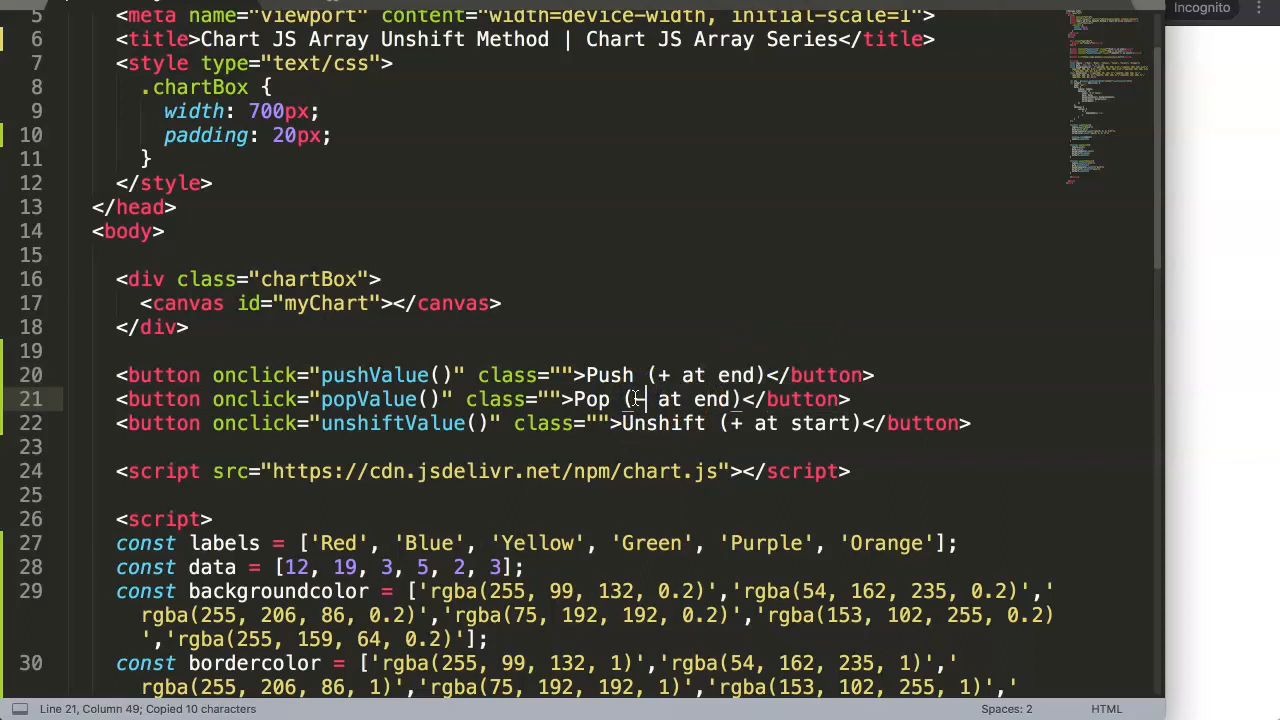 Incognito
5 <meta name="viewport" content="width=device-width, initial-scale=1">
6 <title>Chart JS Array Unshift Method | Chart JS Array Series</title>
7 <style type="text/css">
8 .chartBox {
9 width: 700px;
10 padding: 20px;
11 }
12 </style>
13 </head>
14 <body>
15
16 <div class="chartBox">
17 <canvas id="myChart"></canvas>
18 </div>
19
20 <button onclick="pushValue()" class="">Push (+ at end)</button>
21 <button onclick="popValue()" class="">Pop (- at end)</button>
22 <button onclick="unshiftValue()" class="">Unshift (+ at start)</button>
23
24 <script src="https://cdn.jsdelivr.net/npm/chart.js"></script>
25
26 <script>
27 const labels = ['Red', 'Blue', 'Yellow', 'Green', 'Purple', 'Orange'];
28 const data = [12, 19, 3, 5, 2, 3];
29 const backgroundcolor = ['rgba(255, 99, 132, 0.2)','rgba(54, 162, 235, 0.2)','
rgba(255, 206, 86, 0.2)','rgba(75, 192, 192, 0.2)','rgba(153, 102, 255, 0.2)
','rgba(255, 159, 64, 0.2)'];
30 const bordercolor = ['rgba(255, 99, 132, 1)','rgba(54, 162, 235, 1)','
rgba(255, 206, 86, 1)','rgba(75, 192, 192, 1)','rgba(153, 102, 255, 1)','
Line 21, Column 49; Copied 10 characters
Spaces: 2
HTML